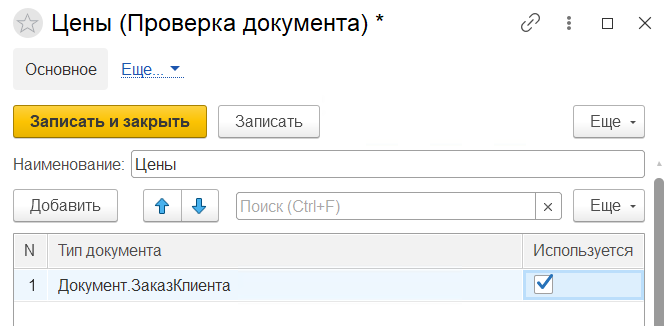 Цены (Проверка документа) *
Основное Еще...
Записать и закрыть Записать Еще
Наименование: Цены
Добавить Поиск (Ctrl+F) × Еще
N Тип документа Используется
1 Документ.ЗаказКлиента